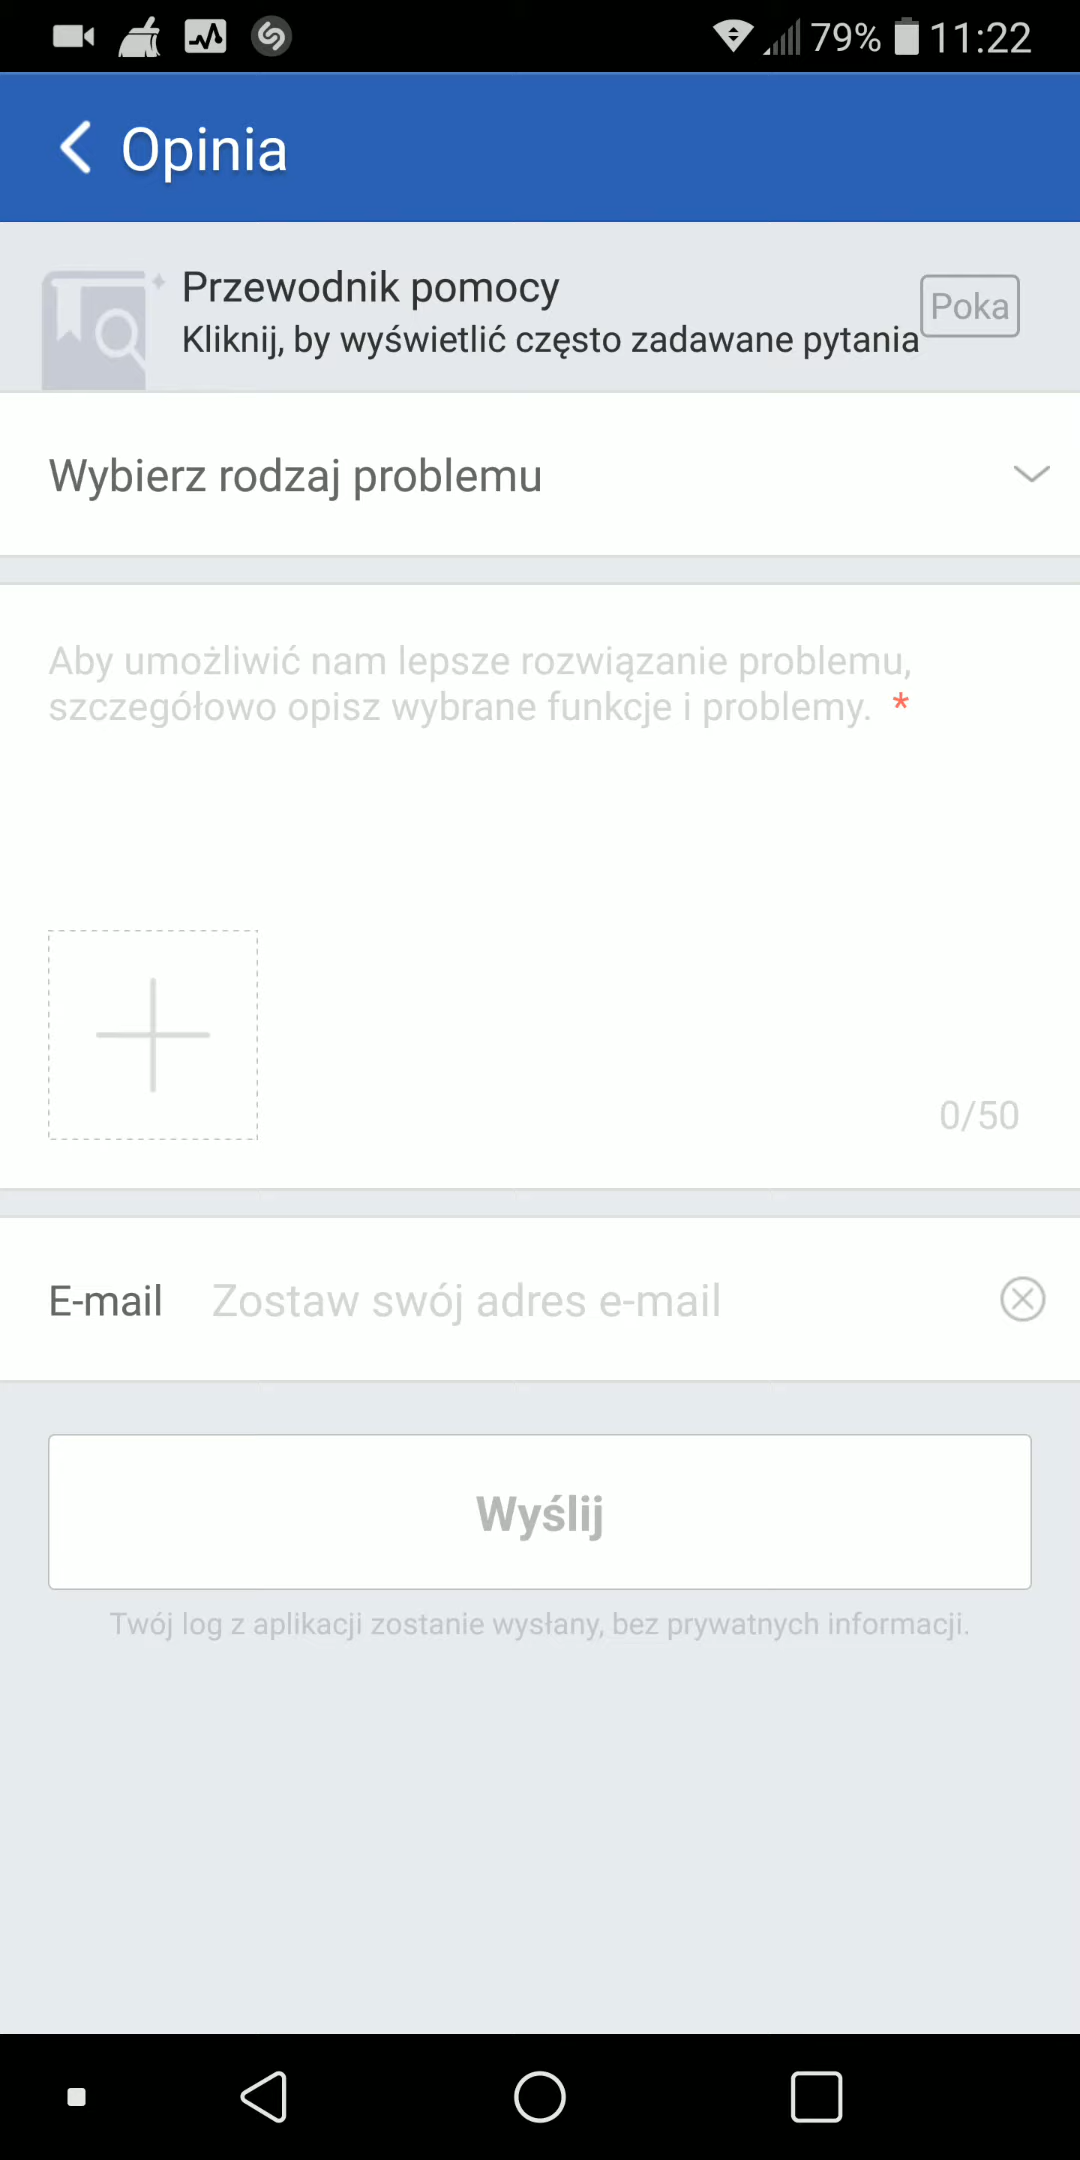 79% 11:22
Opinia
Przewodnik pomocy
Kliknij, by wyświetlić często zadawane pytania
Poka
Wybierz rodzaj problemu
Aby umożliwić nam lepsze rozwiązanie problemu,
szczegółowo opisz wybrane funkcje i problemy. *
0/50
E-mail Zostaw swój adres e-mail
Wyślij
Twój log z aplikacji zostanie wysłany, bez prywatnych informacji.